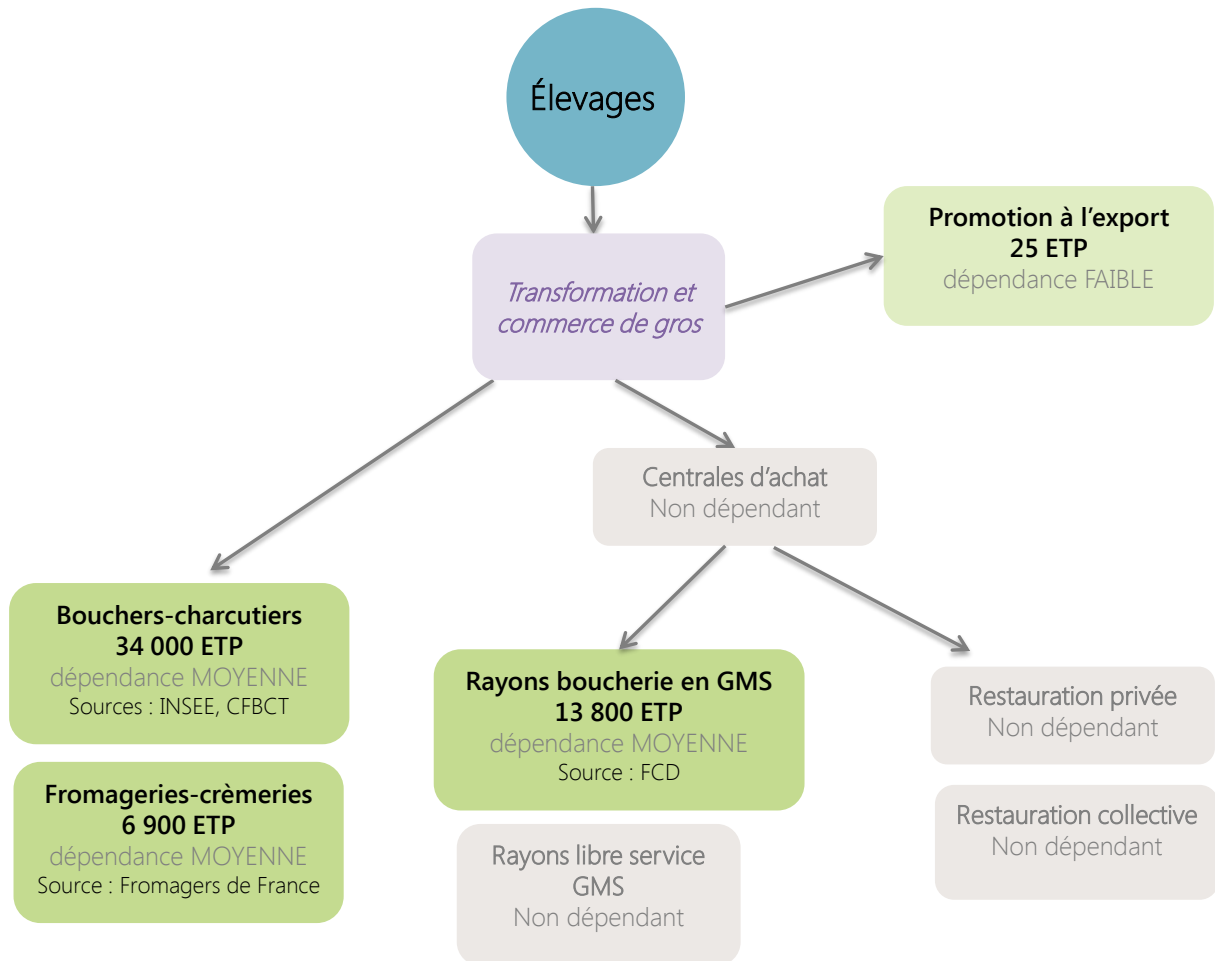 Élevages
Promotion à l'export
25 ETP
dépendance FAIBLE
Transformation et
commerce de gros
Centrales d'achat
Non dépendant
Bouchers-charcutiers
34 000 ETP
dépendance MOYENNE
Sources : INSEE, CFBCT
Fromageries-crèmeries
6 900 ETP
dépendance MOYENNE
Source : Fromagers de France
Rayons boucherie en GMS
13 800 ETP
dépendance MOYENNE
Source : FCD
Rayons libre service
GMS
Non dépendant
Restauration privée
Non dépendant
Restauration collective
Non dépendant